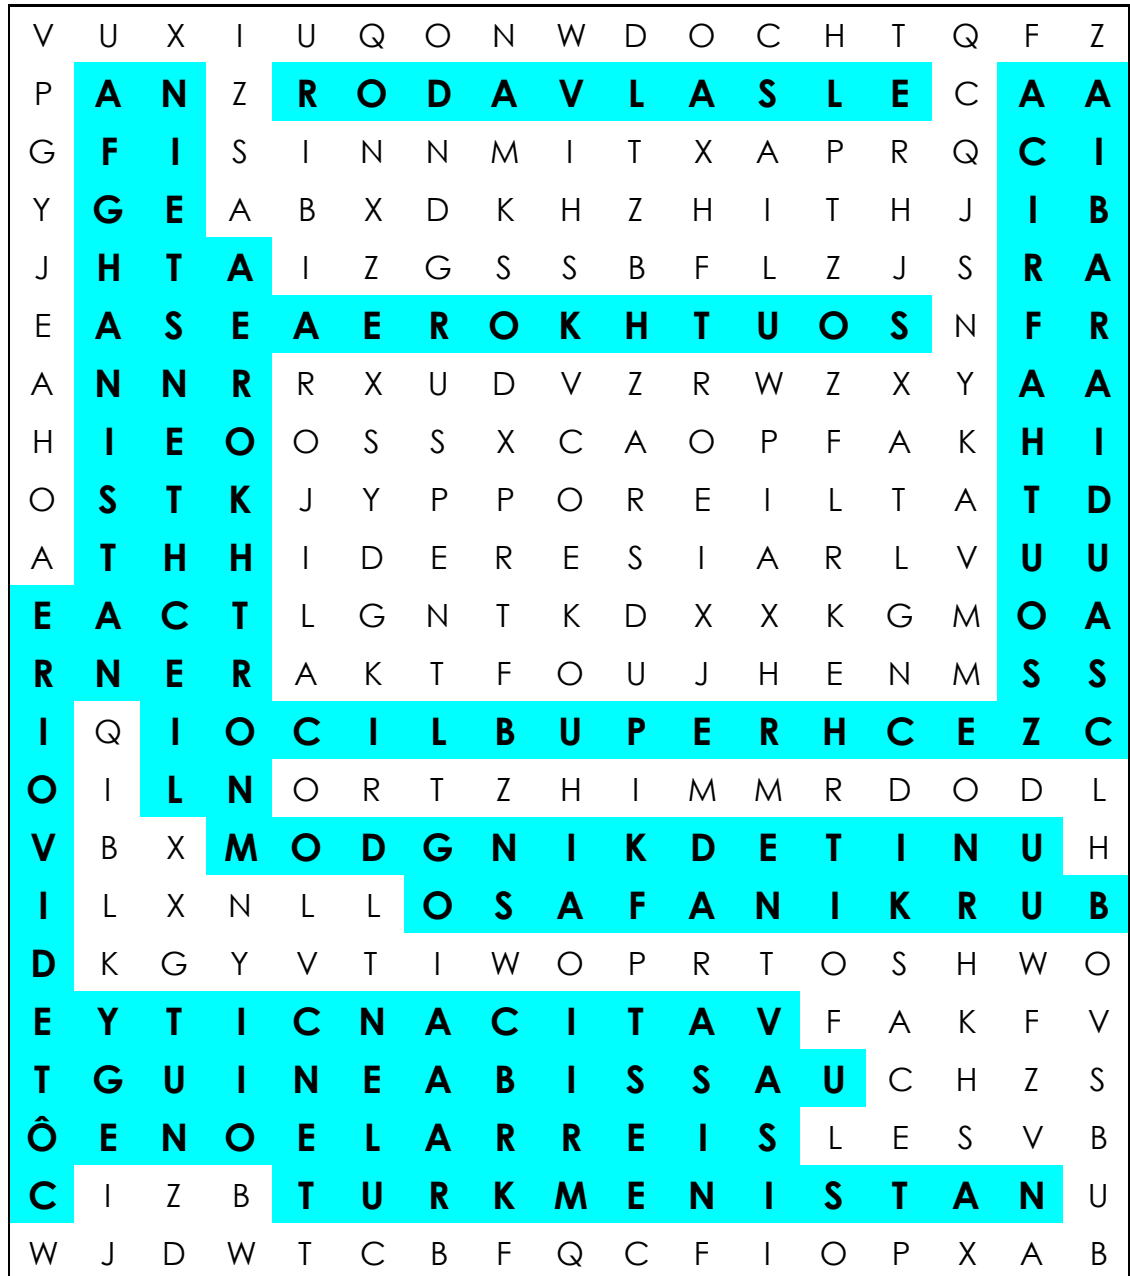 V U X I U Q O N W D O C H T Q F Z
P A N Z R O D A V L A S L E C A A
G F I S I N N M I T X A P R Q C I
Y G E A B X D K H Z H I T H J I B
J H T A I Z G S S B F L Z J S R A
E A S E A E R O K H T U O S N F R
A N N R R X U D V Z R W Z X Y A A
H I E O O S S X C A O P F A K H I
O S T K J Y P P O R E I L T A T D
A T H H I D E R E S I A R L V U U
E A C T L G N T K D X X K G M O A
R N E R A K T F O U J H E N M S S
I Q I O C I L B U P E R H C E Z C
O I L N O R T Z H I M M R D O D L
V B X M O D G N I K D E T I N U H
I L X N L L O S A F A N I K R U B
D K G Y V T I W O P R T O S H W O
E Y T I C N A C I T A V F A K F V
T G U I N E A B I S S A U C H Z S
Ô E N O E L A R R E I S L E S V B
C I Z B T U R K M E N I S T A N U
W J D W T C B F Q C F I O P X A B